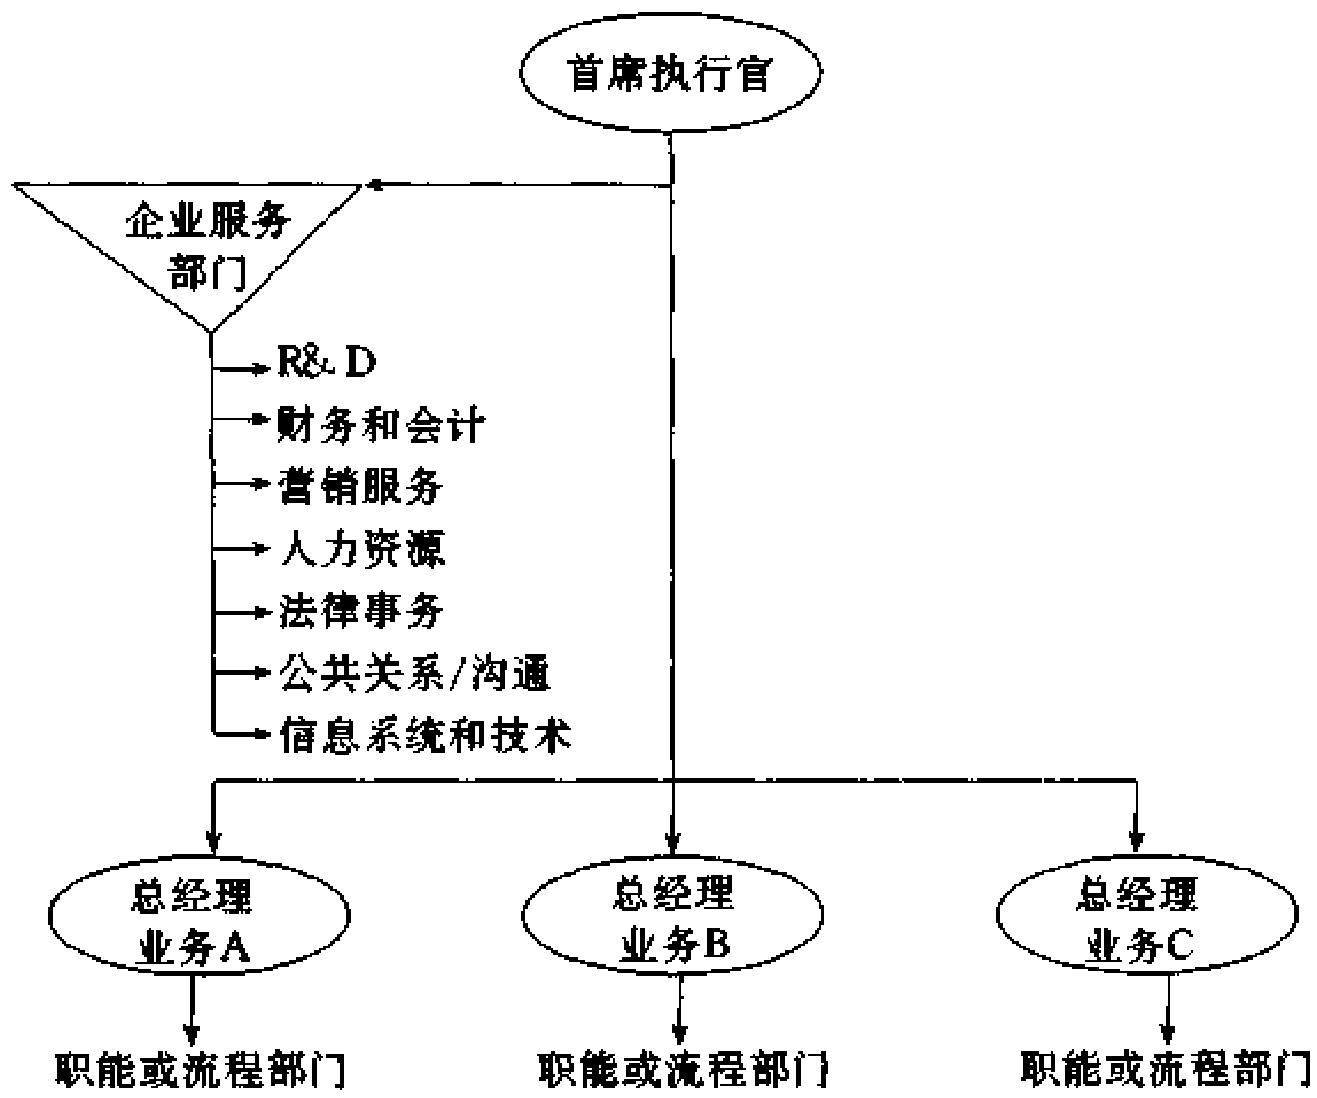 首席执行官
企业服务
部门
R& D
财务和会计
营销服务
人力资源
法律事务
公共关系/沟通
信息系统和技术
总经理
业务A
总经理
业务B
总经理
业务C
职能或流程部门
职能或流程部门
职能或流程部门